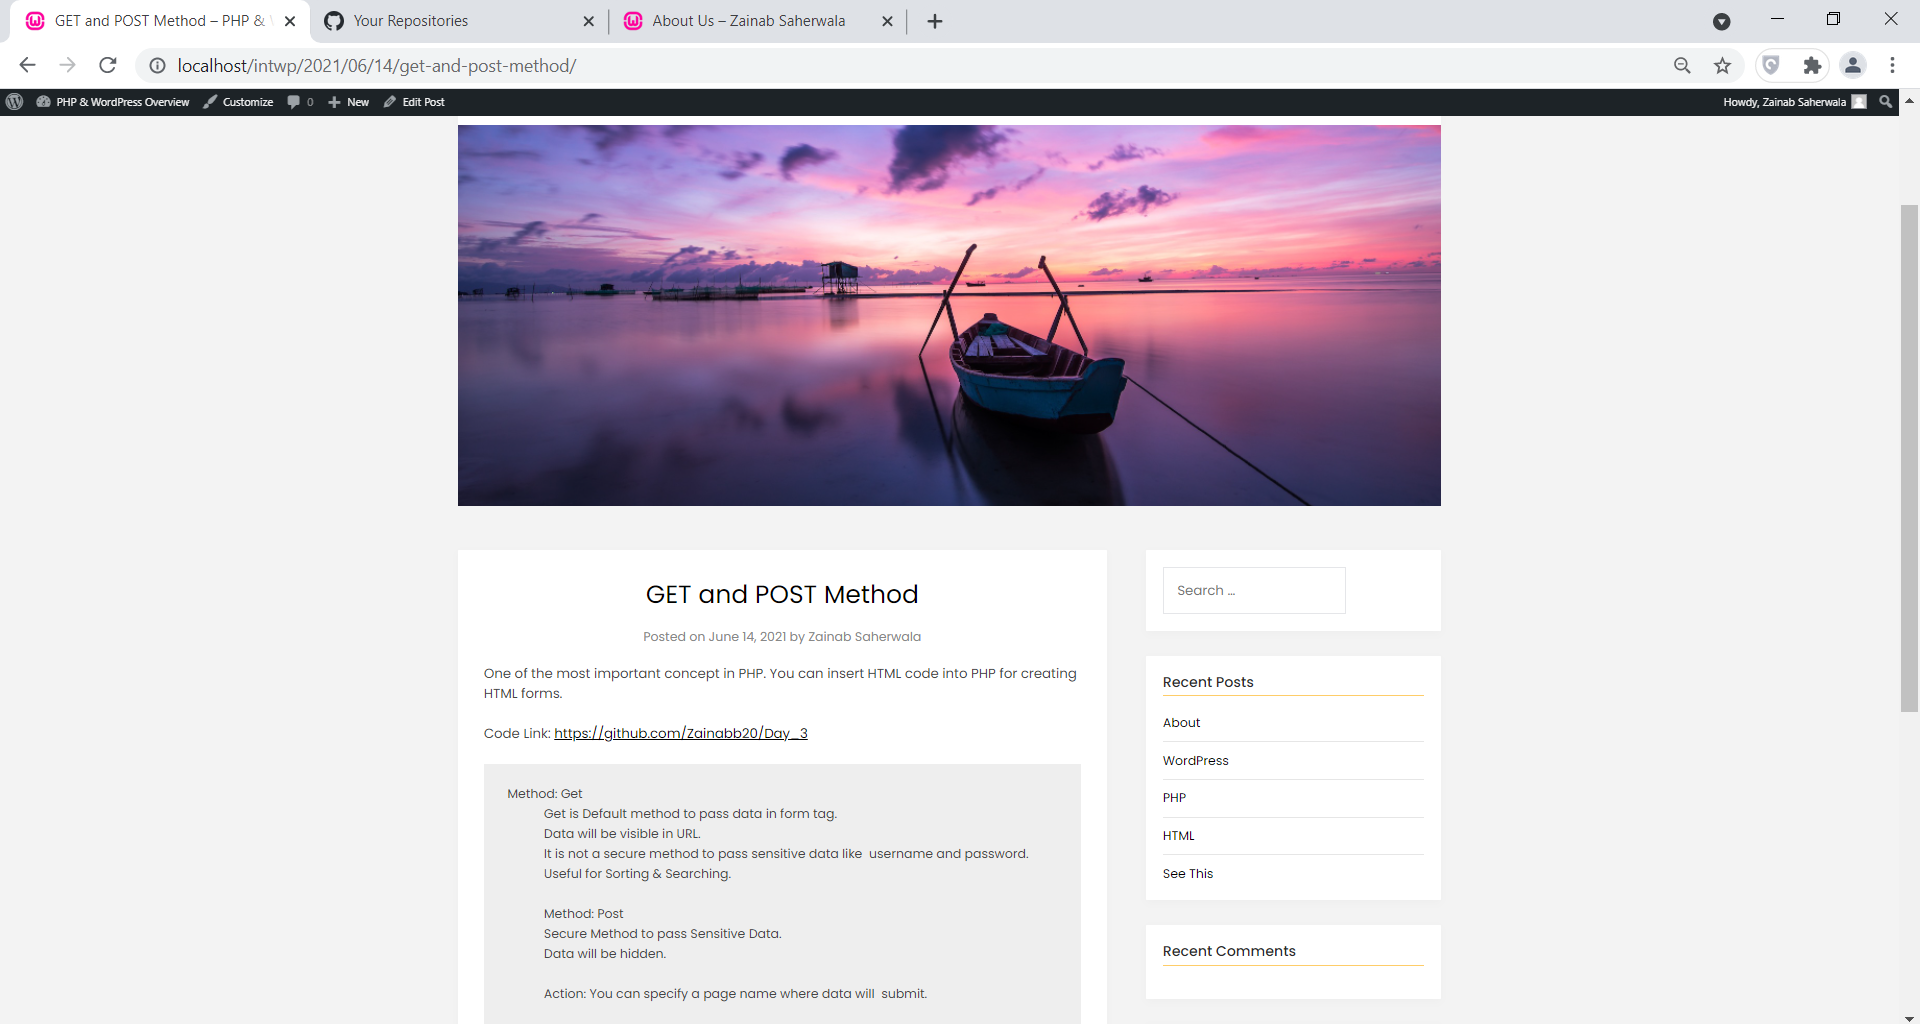 GET and POST Method – PHP &
Your Repositories
About Us – Zainab Saherwala
localhost/intwp/2021/06/14/get-and-post-method/
PHP & WordPress Overview
Customize
0
New
Edit Post
Howdy, Zainab Saherwala
GET and POST Method
Posted on June 14, 2021 by Zainab Saherwala
One of the most important concept in PHP. You can insert HTML code into PHP for creating
HTML forms.
Code Link: https://github.com/Zainabb20/Day_3
Method: Get
Get is Default method to pass data in form tag.
Data will be visible in URL.
It is not a secure method to pass sensitive data like  username and password.
Useful for Sorting & Searching.
Method: Post
Secure Method to pass Sensitive Data.
Data will be hidden.
Action: You can specify a page name where data will  submit.
Search …
Recent Posts
About
WordPress
PHP
HTML
See This
Recent Comments